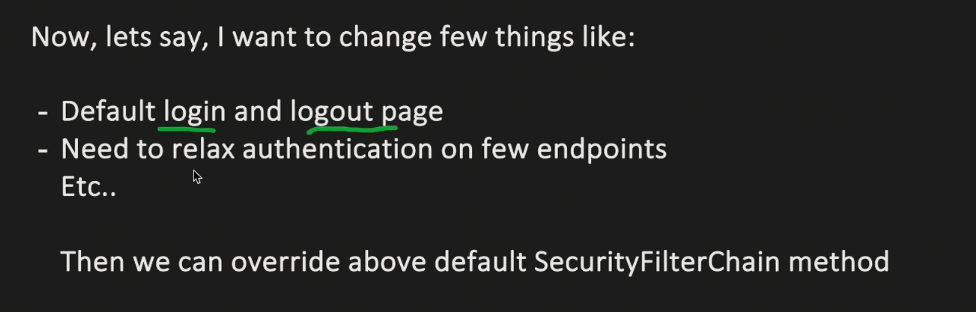 Now, lets say, I want to change few things like:
- Default login and logout page
- Need to relax authentication on few endpoints
Etc..
Then we can override above default SecurityFilterChain method